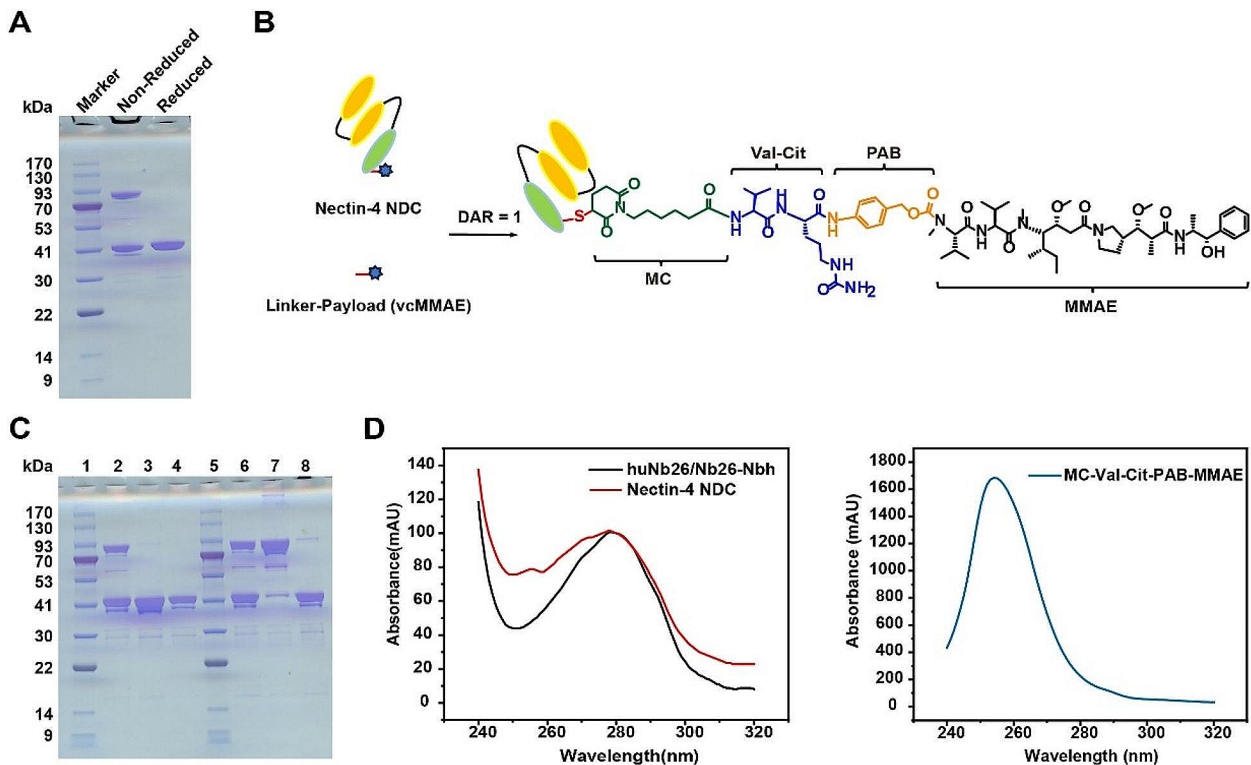 A
Marker
Non-Reduced
Reduced
kDa
170
130
93
70
53
41
30
22
14
9
B
Nectin-4 NDC
Linker-Payload (vcMMAE)
DAR = 1
Val-Cit
PAB
S
O
N
O
O
NH
O
H
N
O
NH
O
NH2
O
NH
O
O
N
O
NH
O
N
O
O
N
O
O
NH
OH
MC
MMAE
C
kDa
1 2 3 4 5 6 7 8
170
130
93
70
53
41
30
22
14
9
D
140
120
100
80
60
40
20
0
Absorbance(mAU)
huNb26/Nb26-Nbh
Nectin-4 NDC
240 260 280 300 320
Wavelength(nm)
1800
1600
1400
1200
1000
800
600
400
200
0
Absorbance (mAU)
MC-Val-Cit-PAB-MMAE
240 260 280 300 320
Wavelength (nm)